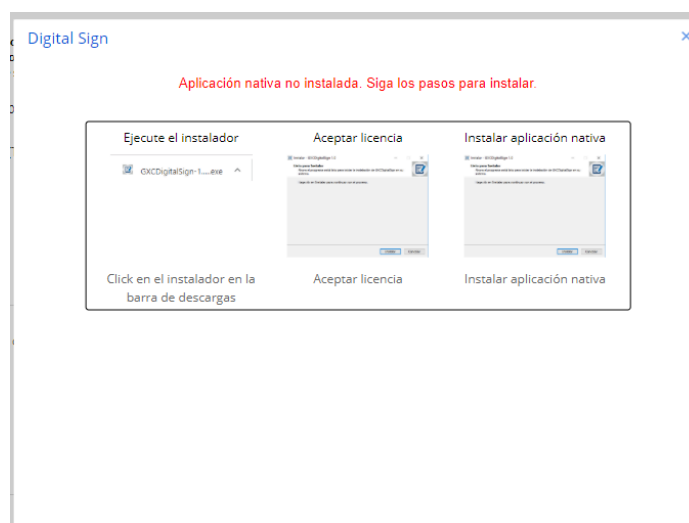 Digital Sign
×
Aplicación nativa no instalada. Siga los pasos para instalar.
Ejecute el instalador
Aceptar licencia
Instalar aplicación nativa
GXCDigitalSign-1.....exe
Click en el instalador en la
barra de descargas
Aceptar licencia
Instalar aplicación nativa